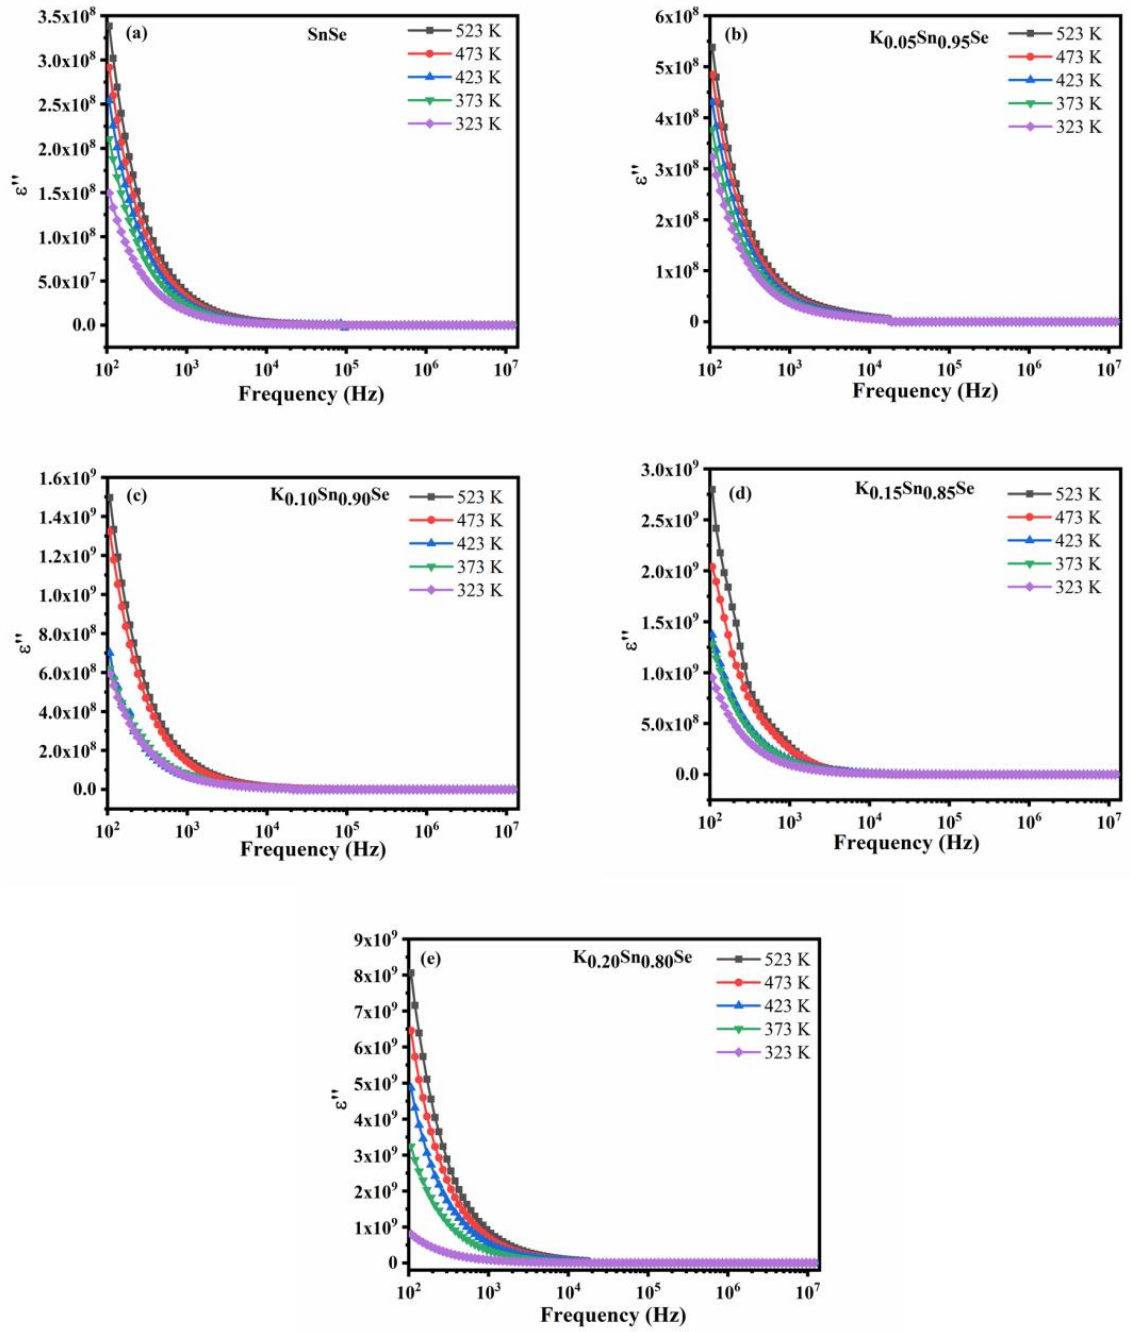 (a) SnSe
523 K
473 K
423 K
373 K
323 K
3.5x10⁸
3.0x10⁸
2.5x10⁸
2.0x10⁸
1.5x10⁸
1.0x10⁸
5.0x10⁷
0.0
ε''
10² 10³ 10⁴ 10⁵ 10⁶ 10⁷
Frequency (Hz)
(b) K₀.₀₅Sn₀.₉₅Se
523 K
473 K
423 K
373 K
323 K
6x10⁸
5x10⁸
4x10⁸
3x10⁸
2x10⁸
1x10⁸
0
ε''
10² 10³ 10⁴ 10⁵ 10⁶ 10⁷
Frequency (Hz)
(c) K₀.₁₀Sn₀.₉₀Se
523 K
473 K
423 K
373 K
323 K
1.6x10⁹
1.4x10⁹
1.2x10⁹
1.0x10⁹
8.0x10⁸
6.0x10⁸
4.0x10⁸
2.0x10⁸
0.0
ε''
10² 10³ 10⁴ 10⁵ 10⁶ 10⁷
Frequency (Hz)
(d) K₀.₁₅Sn₀.₈₅Se
523 K
473 K
423 K
373 K
323 K
3.0x10⁹
2.5x10⁹
2.0x10⁹
1.5x10⁹
1.0x10⁹
5.0x10⁸
0.0
ε''
10² 10³ 10⁴ 10⁵ 10⁶ 10⁷
Frequency (Hz)
(e) K₀.₂₀Sn₀.₈₀Se
523 K
473 K
423 K
373 K
323 K
9x10⁹
8x10⁹
7x10⁹
6x10⁹
5x10⁹
4x10⁹
3x10⁹
2x10⁹
1x10⁹
0
ε''
10² 10³ 10⁴ 10⁵ 10⁶ 10⁷
Frequency (Hz)